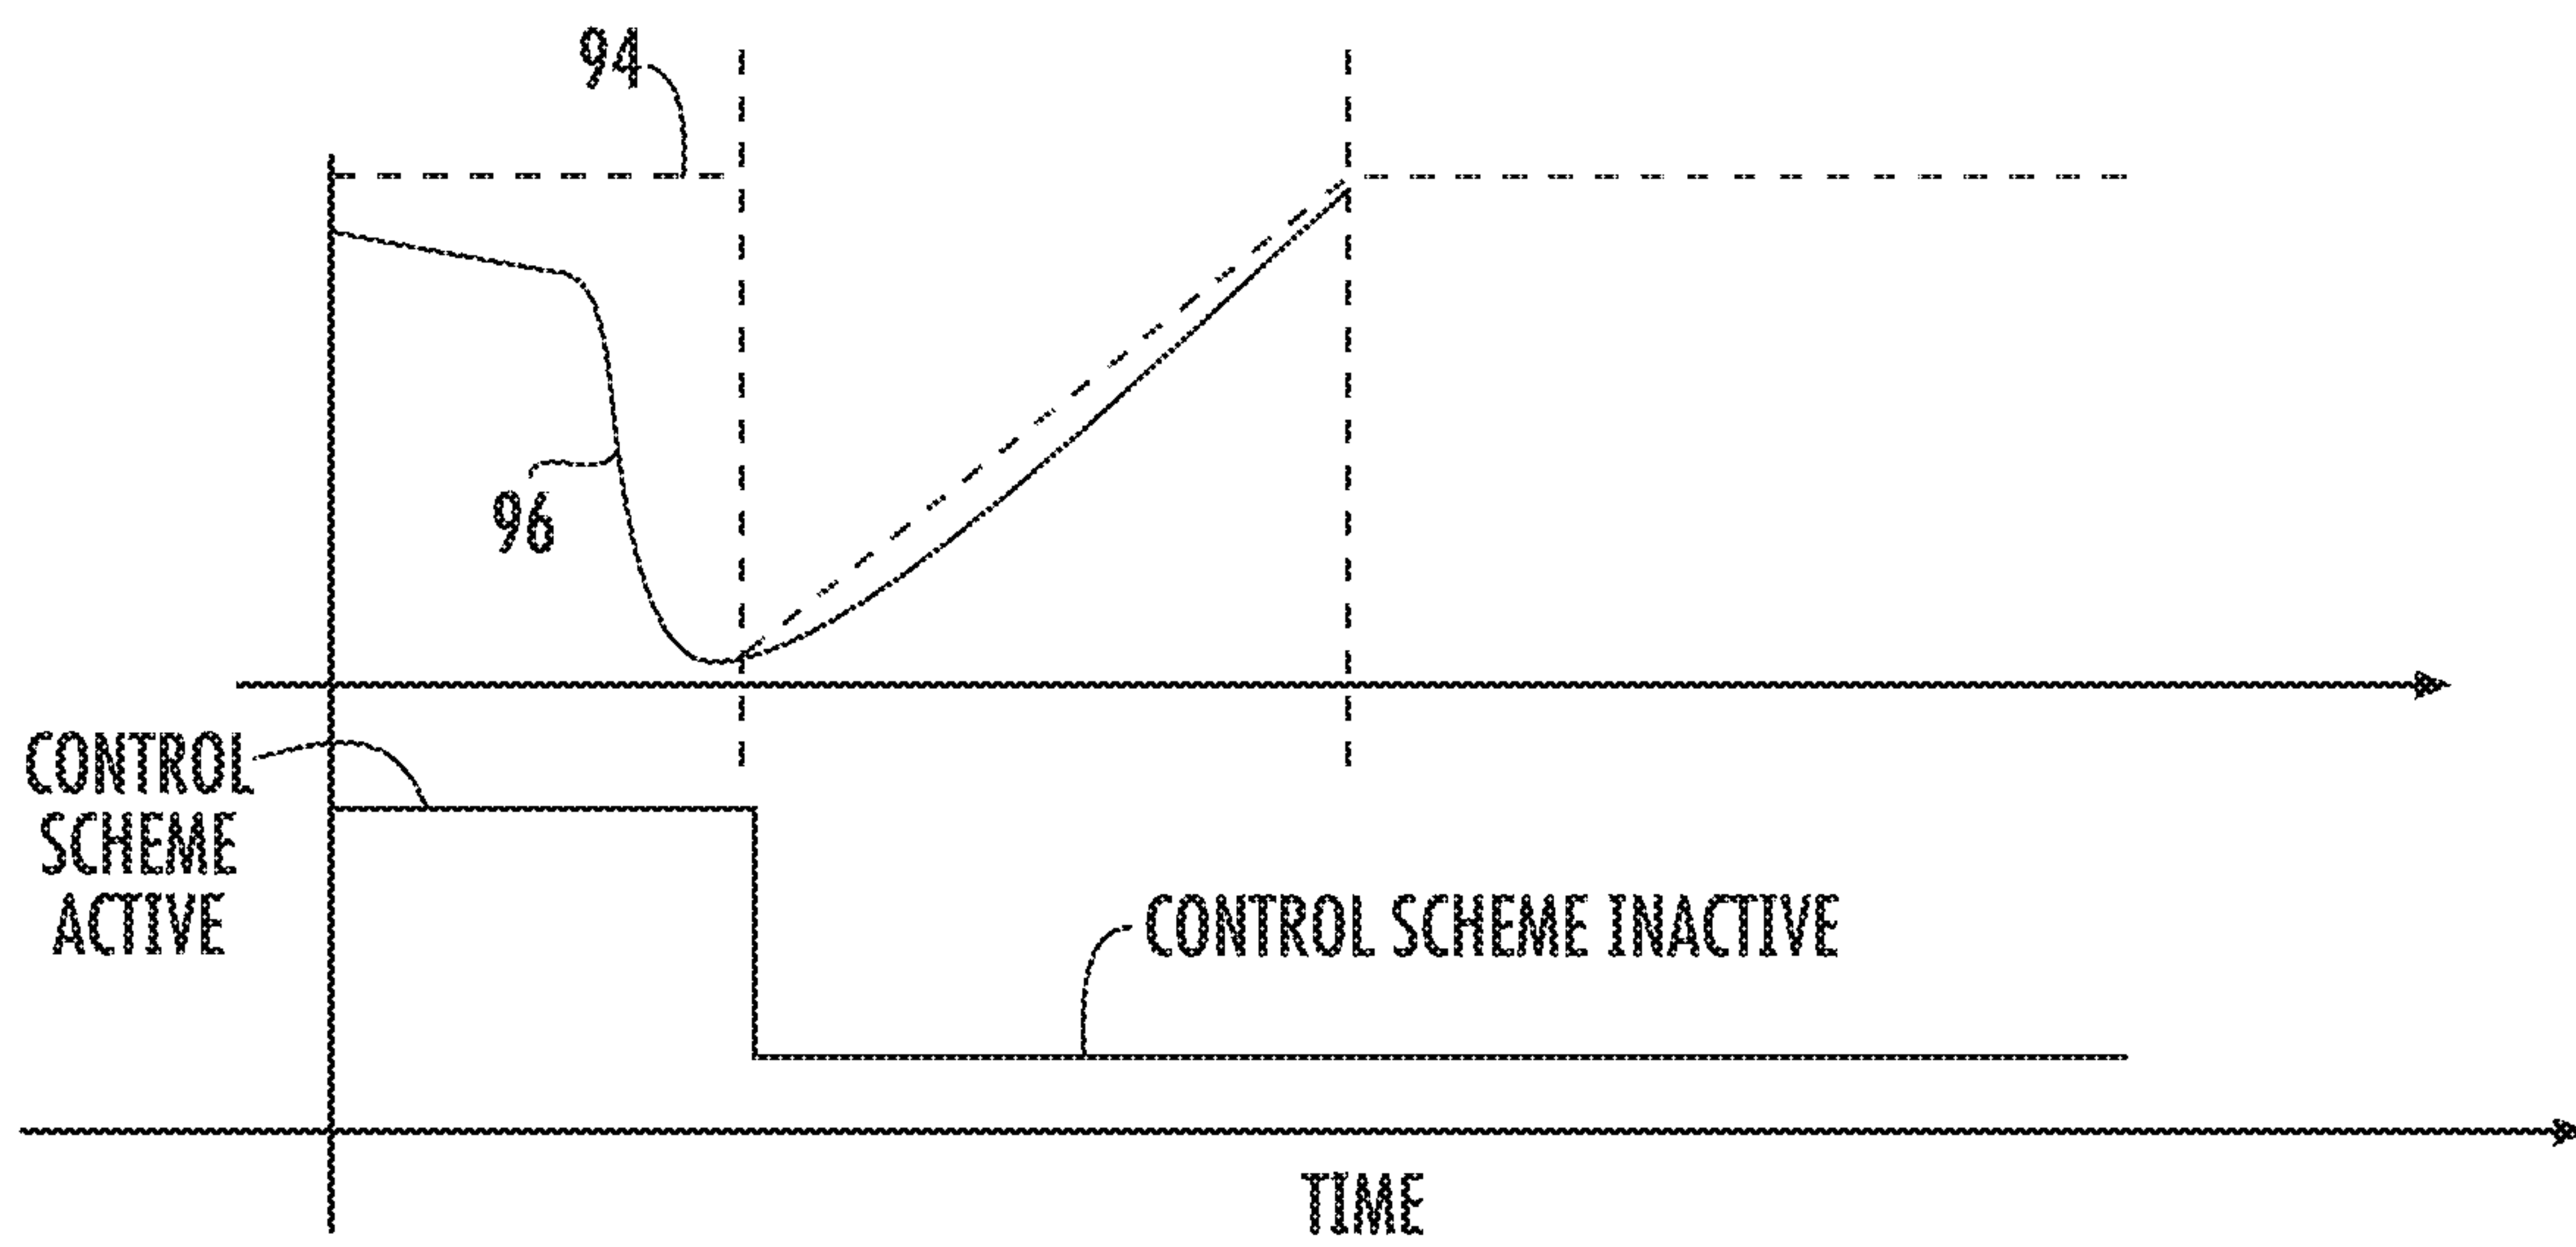 94
96
CONTROL
SCHEME
ACTIVE
CONTROL SCHEME INACTIVE
TIME